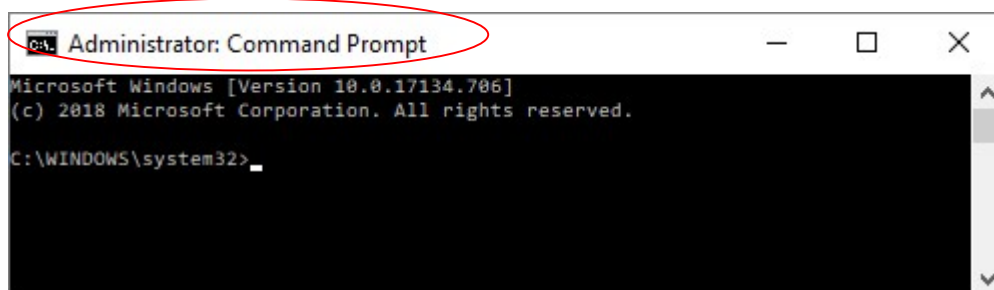 Administrator: Command Prompt
Microsoft Windows [Version 10.0.17134.706]
(c) 2018 Microsoft Corporation. All rights reserved.
C:\WINDOWS\system32>